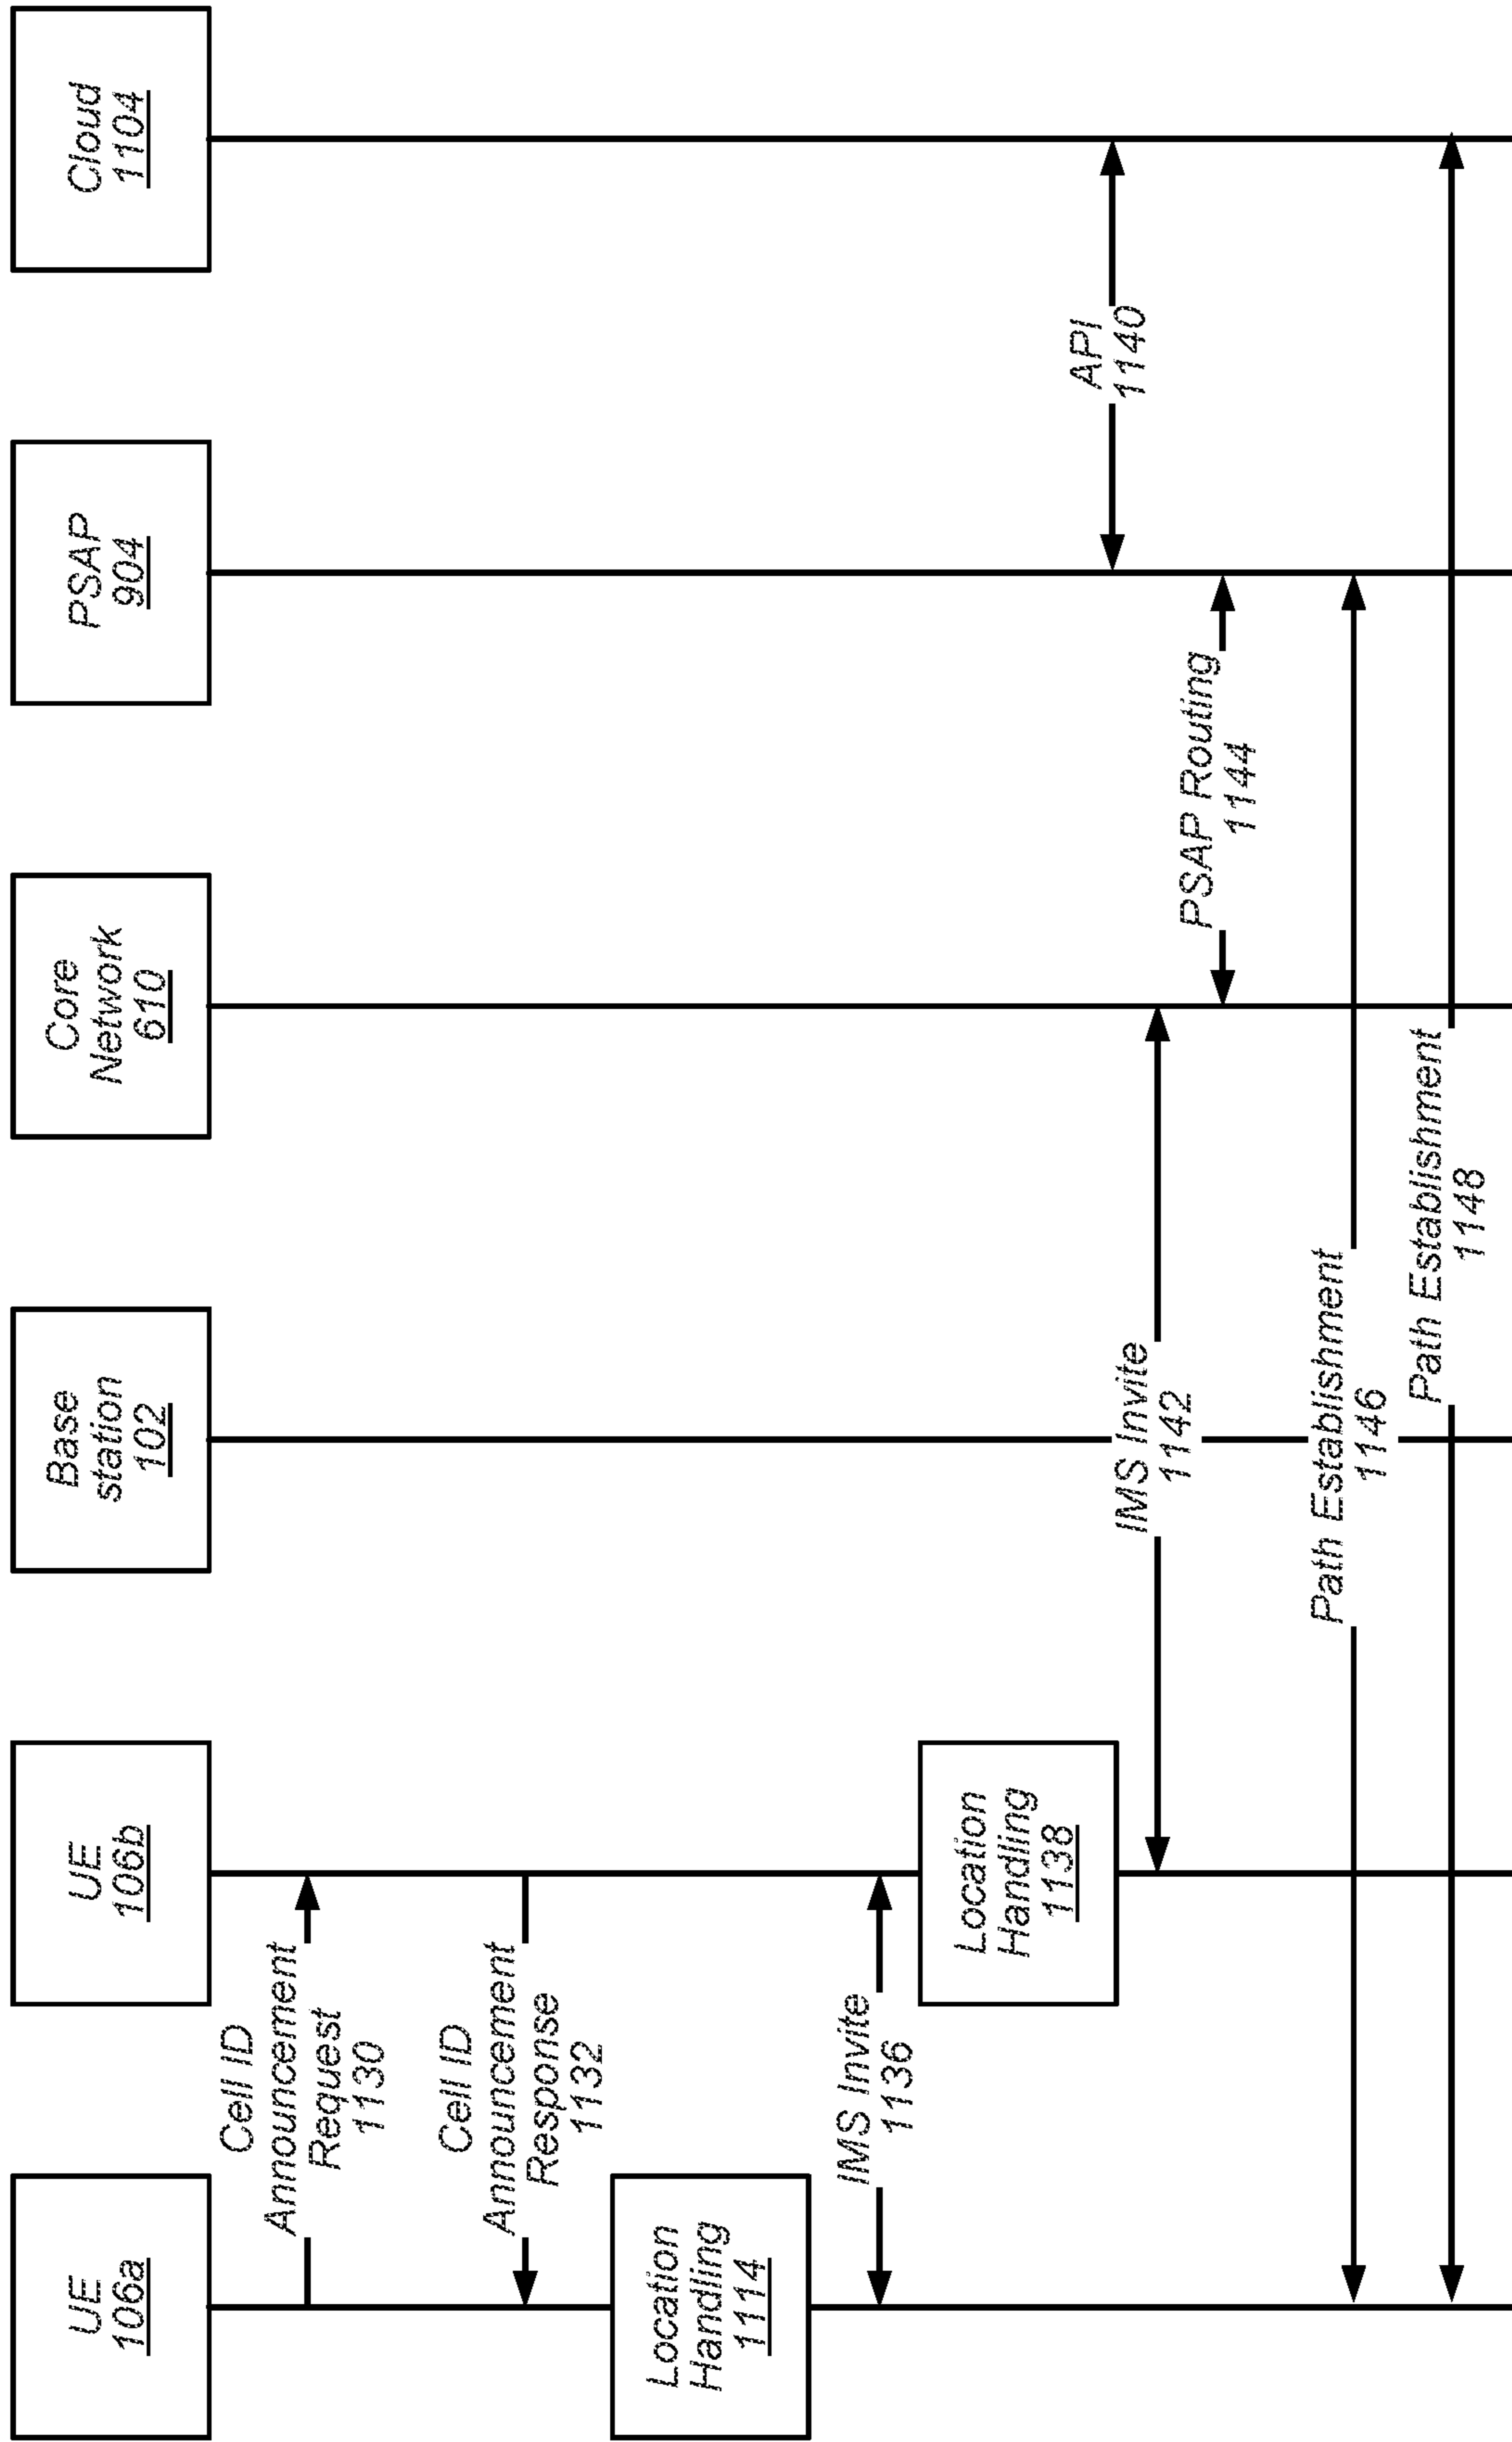 UE
106a
UE
106b
Base
station
102
Core
Network
610
PSAP
904
Cloud
1104
Cell ID
Announcement
Request
1130
Cell ID
Announcement
Response
1132
Location
Handling
1114
IMS Invite
1136
Location
Handling
1138
API
1140
IMS Invite
1142
PSAP Routing
1144
Path Establishment
1146
Path Establishment
1148